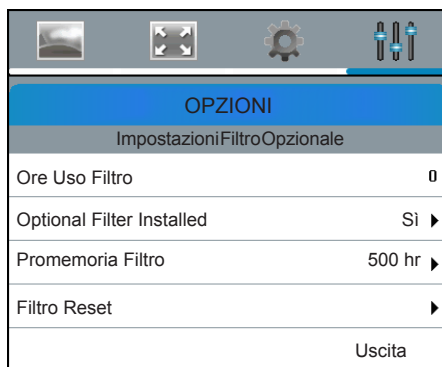 OPZIONI
ImpostazioniFiltroOpzionale
Ore Uso Filtro 0
Optional Filter Installed Sì
Promemoria Filtro 500 hr
Filtro Reset
Uscita